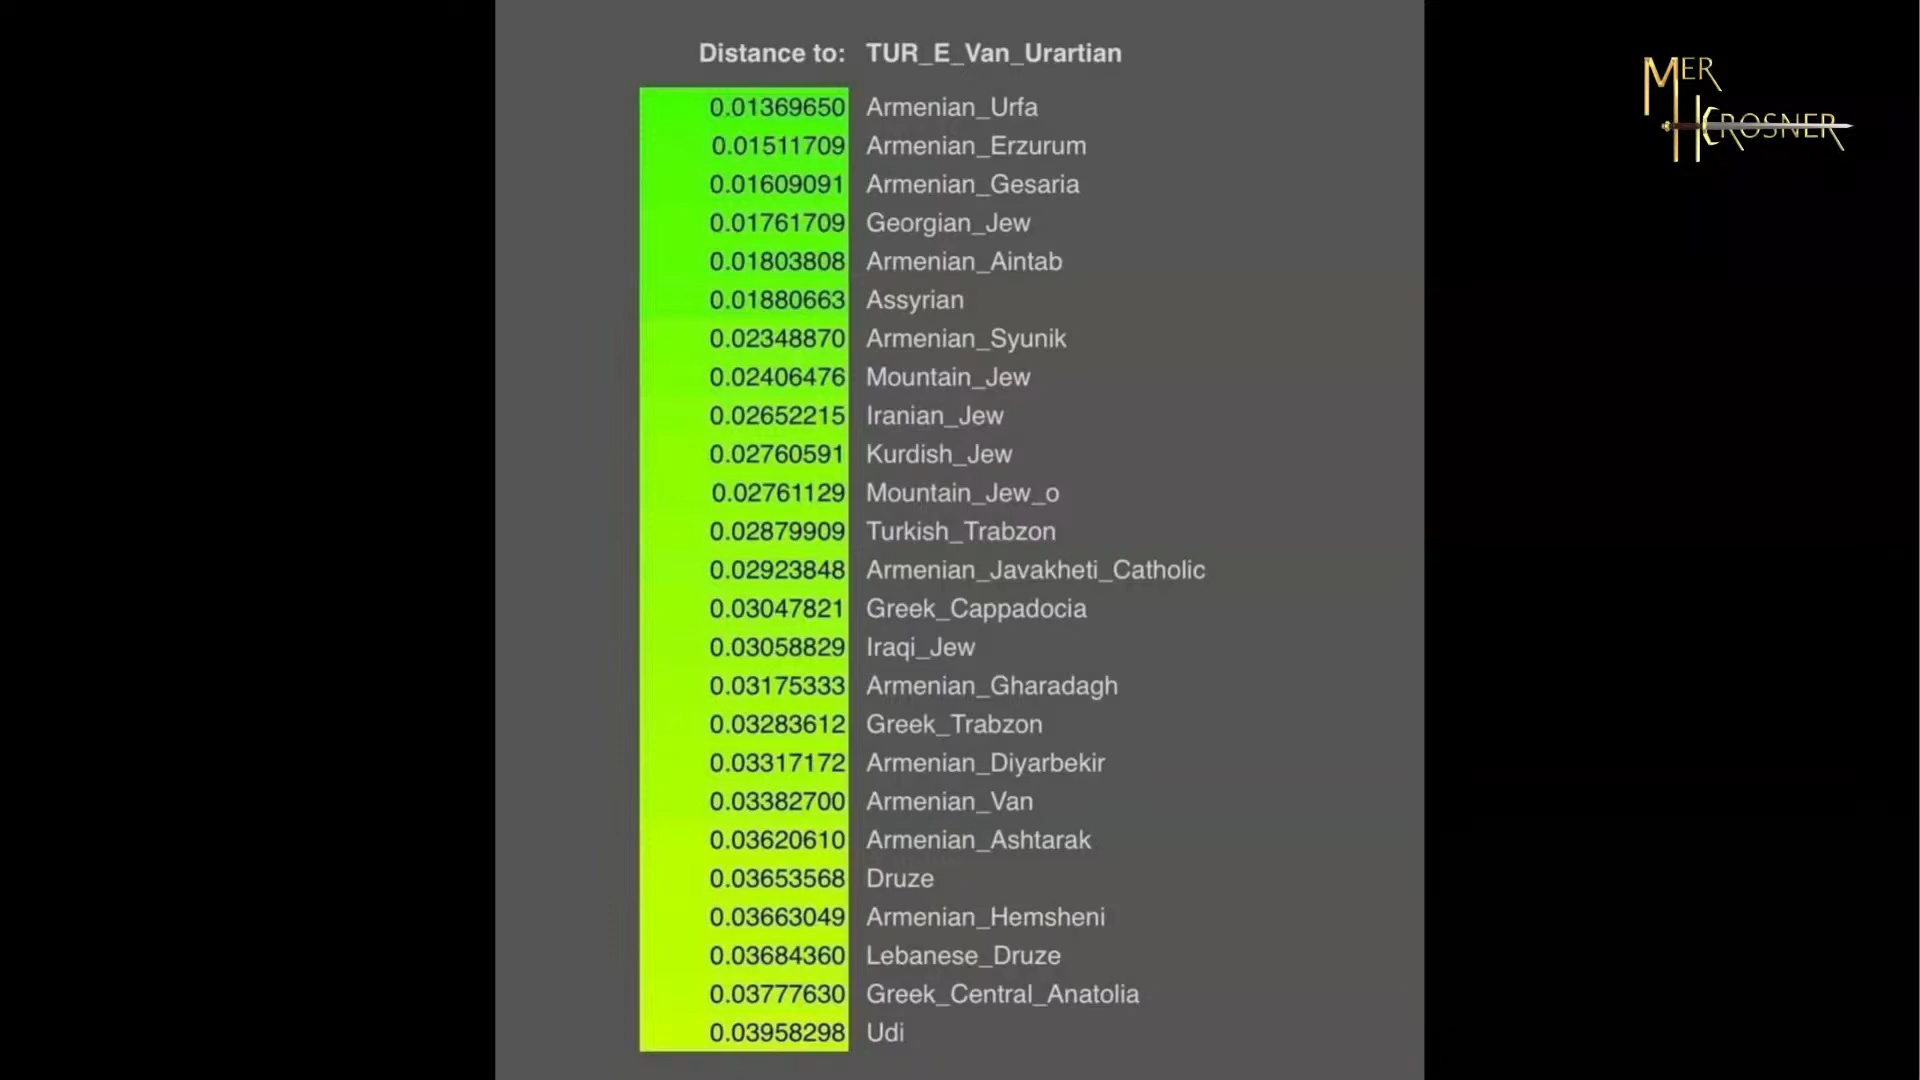 Distance to: TUR_E_Van_Urartian
0.01369650 Armenian_Urfa
0.01511709 Armenian_Erzurum
0.01609091 Armenian_Gesaria
0.01761709 Georgian_Jew
0.01803808 Armenian_Aintab
0.01880663 Assyrian
0.02348870 Armenian_Syunik
0.02406476 Mountain_Jew
0.02652215 Iranian_Jew
0.02760591 Kurdish_Jew
0.02761129 Mountain_Jew_o
0.02879909 Turkish_Trabzon
0.02923848 Armenian_Javakheti_Catholic
0.03047821 Greek_Cappadocia
0.03058829 Iraqi_Jew
0.03175333 Armenian_Gharadagh
0.03283612 Greek_Trabzon
0.03317172 Armenian_Diyarbekir
0.03382700 Armenian_Van
0.03620610 Armenian_Ashtarak
0.03653568 Druze
0.03663049 Armenian_Hemsheni
0.03684360 Lebanese_Druze
0.03777630 Greek_Central_Anatolia
0.03958298 Udi
MER
HEROSNER